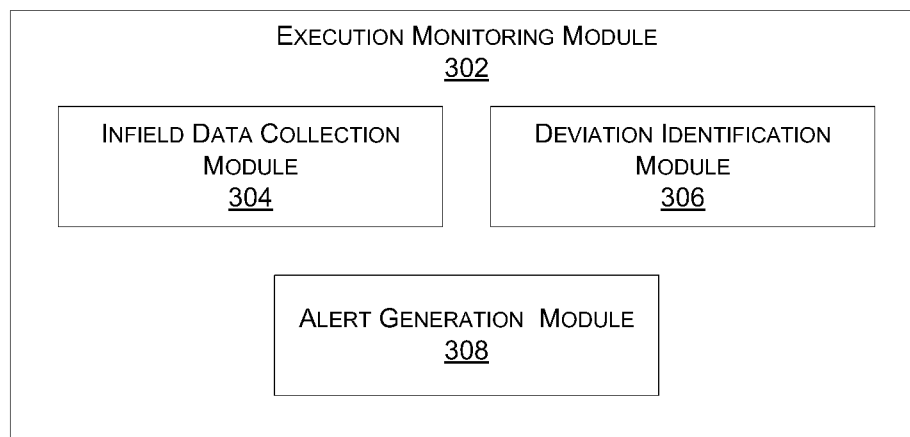 EXECUTION MONITORING MODULE
302
INFIELD DATA COLLECTION
MODULE
304
DEVIATION IDENTIFICATION
MODULE
306
ALERT GENERATION MODULE
308